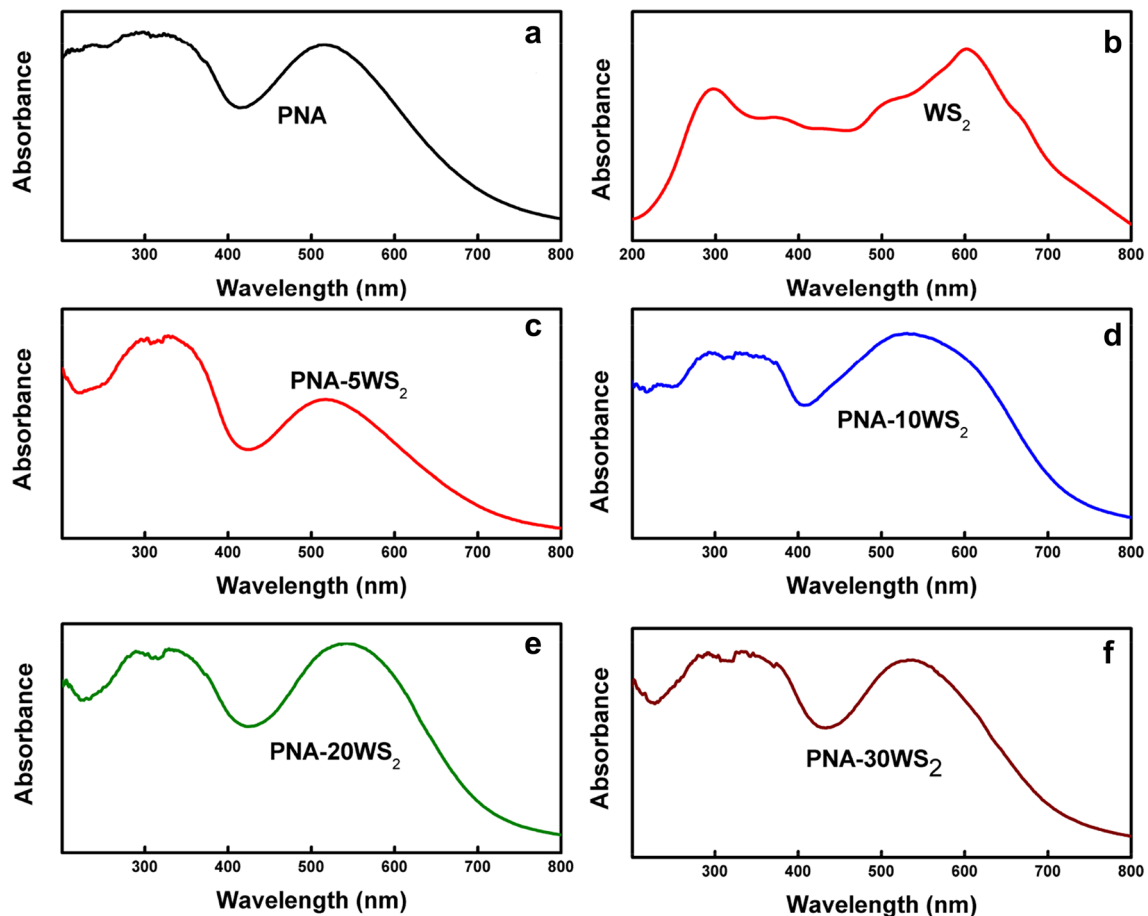 a
Absorbance
PNA
300 400 500 600 700 800
Wavelength (nm)
b
Absorbance
WS2
200 300 400 500 600 700 800
Wavelength (nm)
c
Absorbance
PNA-5WS2
300 400 500 600 700 800
Wavelength (nm)
d
Absorbance
PNA-10WS2
300 400 500 600 700 800
Wavelength (nm)
e
Absorbance
PNA-20WS2
300 400 500 600 700 800
Wavelength (nm)
f
Absorbance
PNA-30WS2
300 400 500 600 700 800
Wavelength (nm)